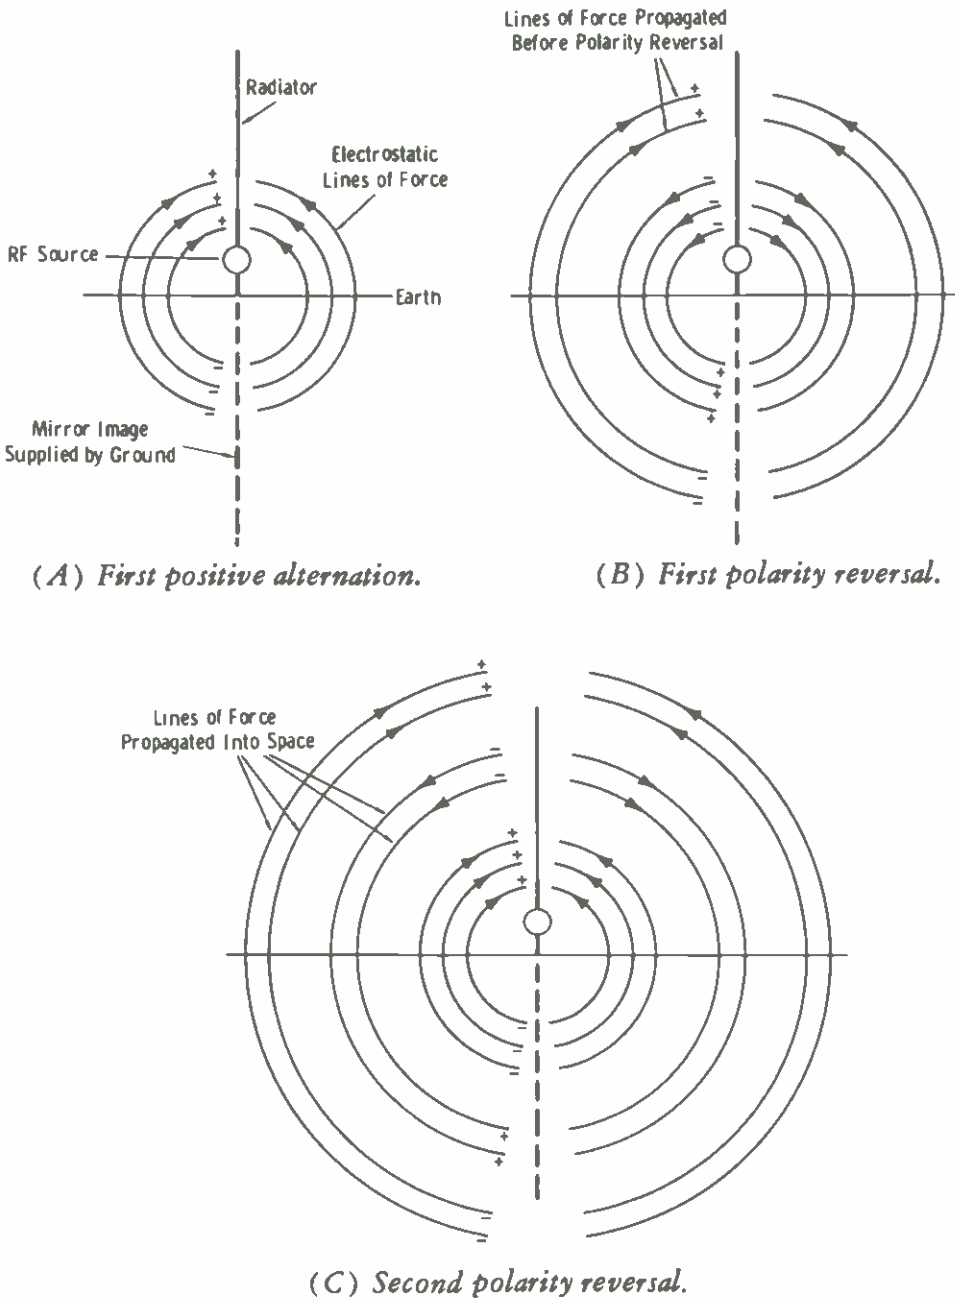 Radiator
Electrostatic
Lines of Force
RF Source
Earth
Mirror Image
Supplied by Ground
(A) First positive alternation.
Lines of Force Propagated
Before Polarity Reversal
(B) First polarity reversal.
Lines of Force
Propagated Into Space
(C) Second polarity reversal.